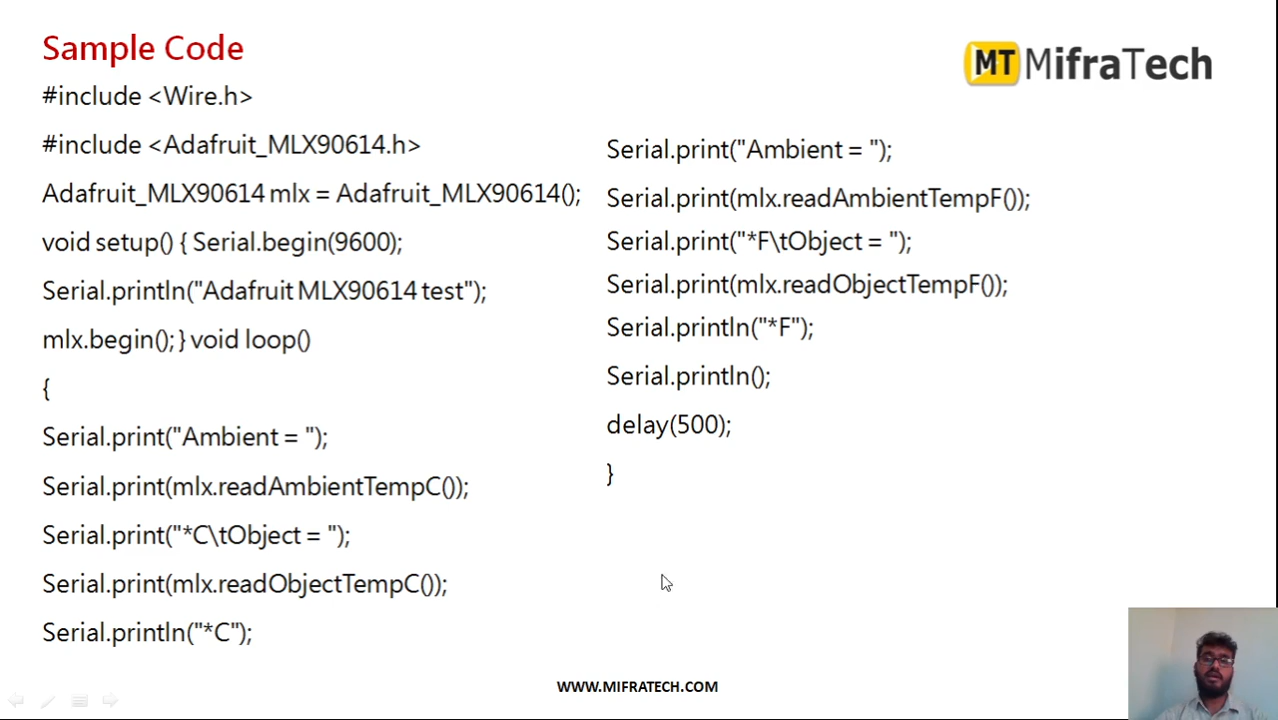 Sample Code
MT MifraTech
#include <Wire.h>
#include <Adafruit_MLX90614.h>
Adafruit_MLX90614 mlx = Adafruit_MLX90614();
void setup() { Serial.begin(9600);
Serial.println("Adafruit MLX90614 test");
mlx.begin(); } void loop()
{
Serial.print("Ambient = ");
Serial.print(mlx.readAmbientTempC());
Serial.print("*C\tObject = ");
Serial.print(mlx.readObjectTempC());
Serial.println("*C");
Serial.print("Ambient = ");
Serial.print(mlx.readAmbientTempF());
Serial.print("*F\tObject = ");
Serial.print(mlx.readObjectTempF());
Serial.println("*F");
Serial.println();
delay(500);
}
WWW.MIFRATECH.COM